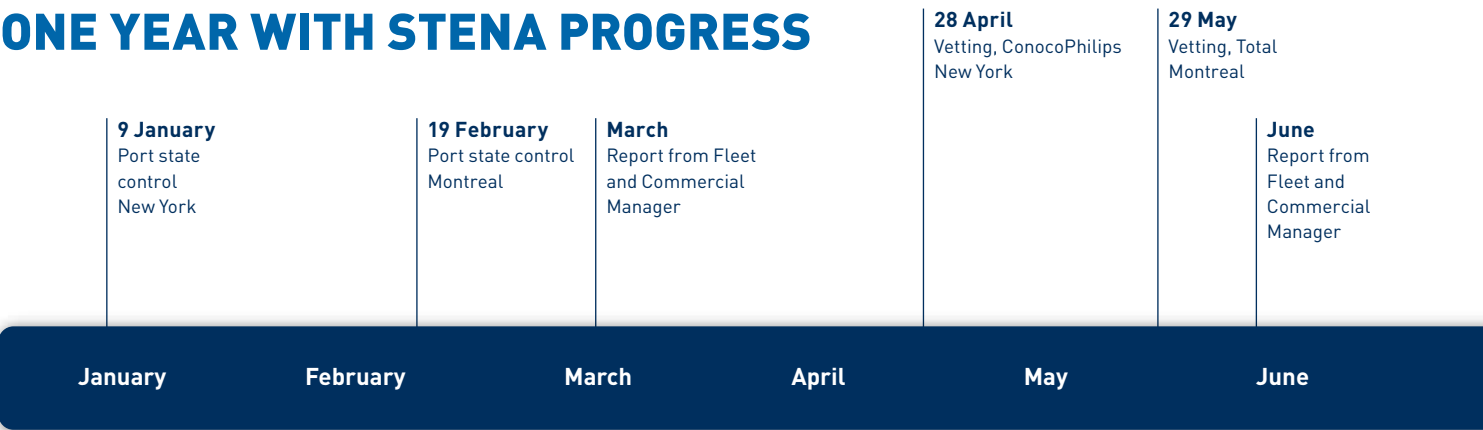 ONE YEAR WITH STENA PROGRESS
28 April
Vetting, ConocoPhilips
New York
29 May
Vetting, Total
Montreal
9 January
Port state
control
New York
19 February
Port state control
Montreal
March
Report from Fleet
and Commercial
Manager
June
Report from
Fleet and
Commercial
Manager
January
February
March
April
May
June